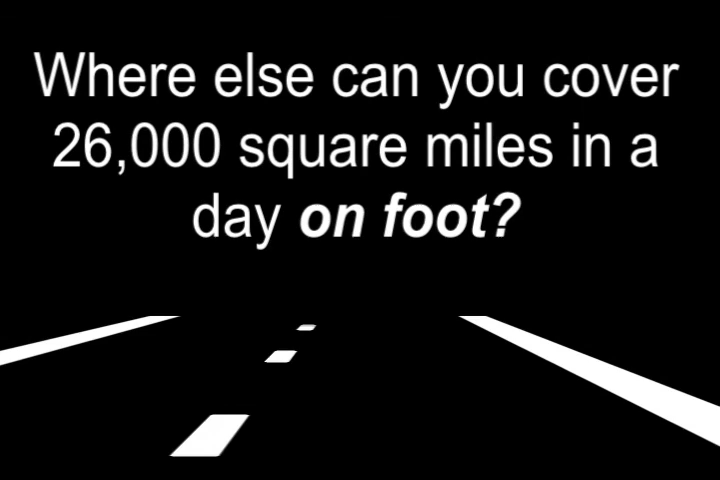 Where else can you cover
26,000 square miles in a
day on foot?